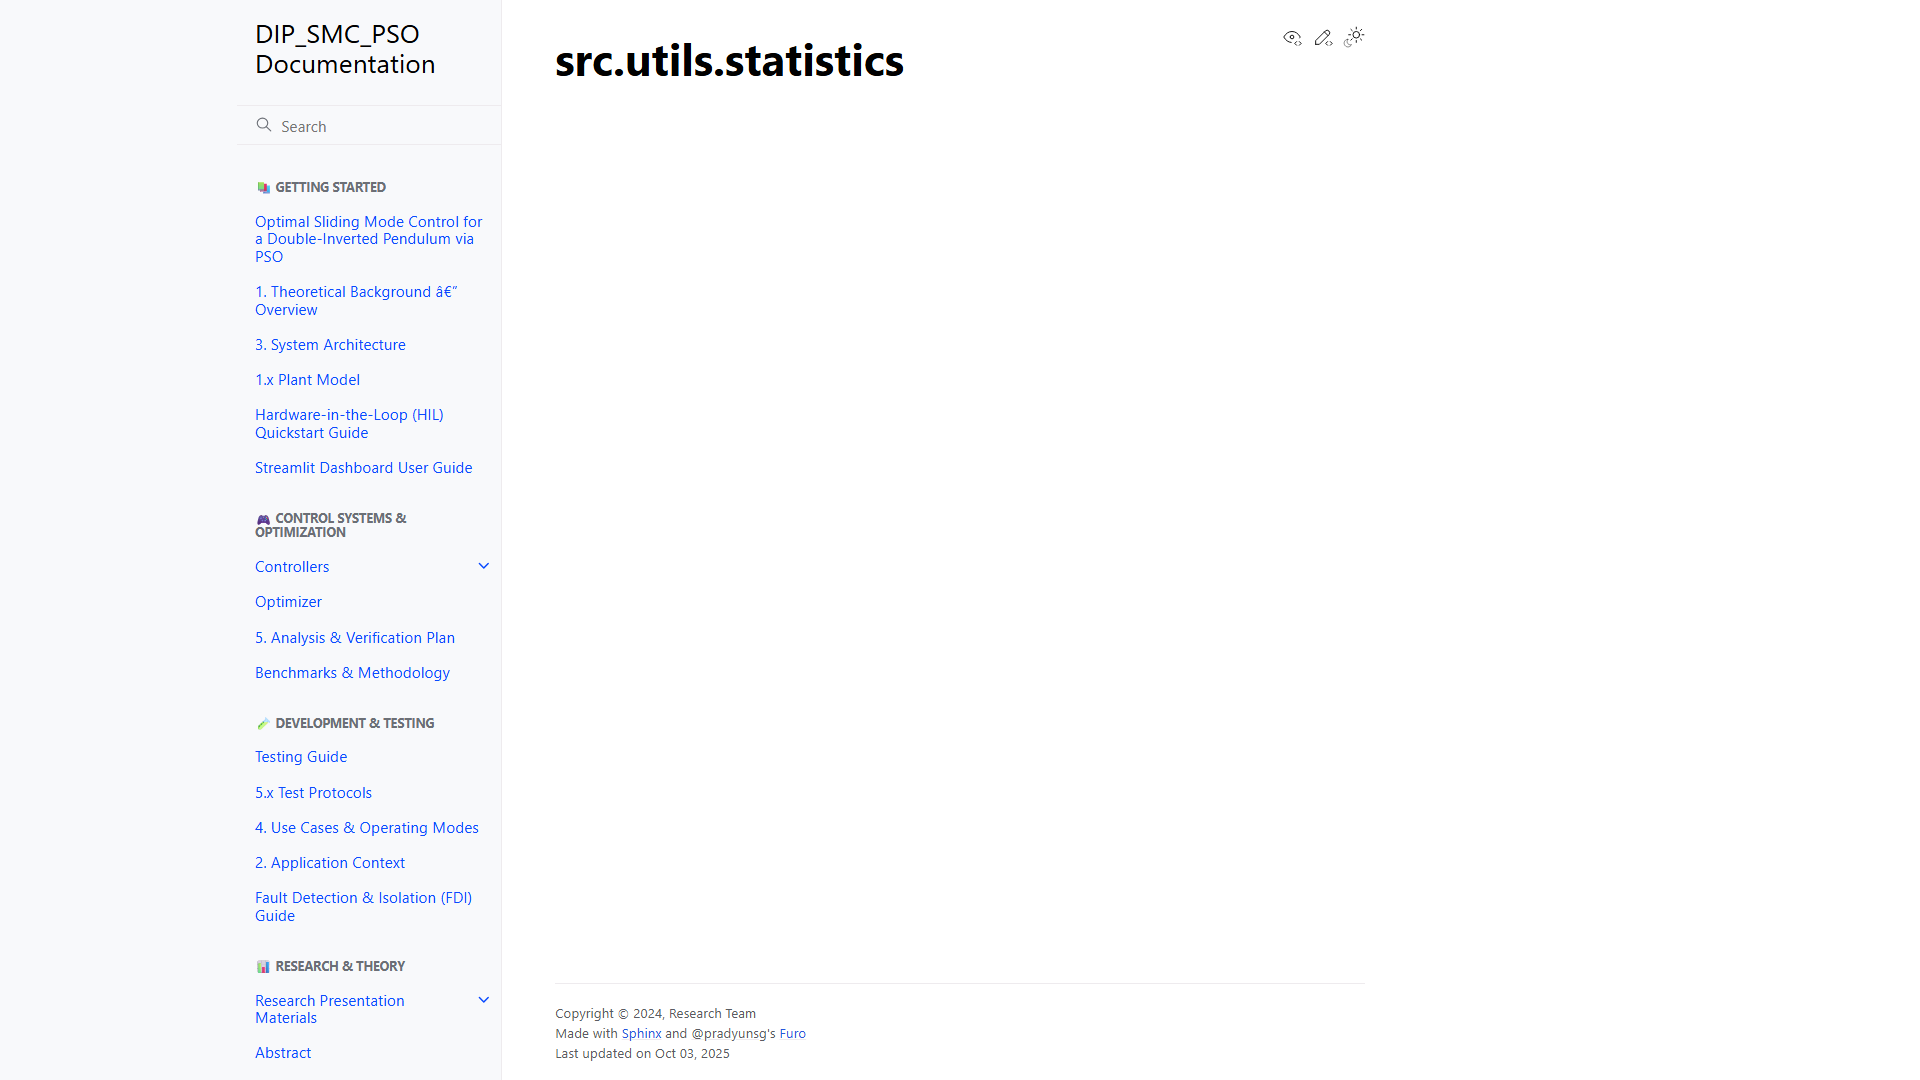 DIP_SMC_PSO
Documentation
Search
GETTING STARTED
Optimal Sliding Mode Control for
a Double-Inverted Pendulum via
PSO
1. Theoretical Background â€”
Overview
3. System Architecture
1.x Plant Model
Hardware-in-the-Loop (HIL)
Quickstart Guide
Streamlit Dashboard User Guide
CONTROL SYSTEMS &
OPTIMIZATION
Controllers
Optimizer
5. Analysis & Verification Plan
Benchmarks & Methodology
DEVELOPMENT & TESTING
Testing Guide
5.x Test Protocols
4. Use Cases & Operating Modes
2. Application Context
Fault Detection & Isolation (FDI)
Guide
RESEARCH & THEORY
Research Presentation
Materials
Abstract
src.utils.statistics
Copyright © 2024, Research Team
Made with Sphinx and @pradyunsg's Furo
Last updated on Oct 03, 2025